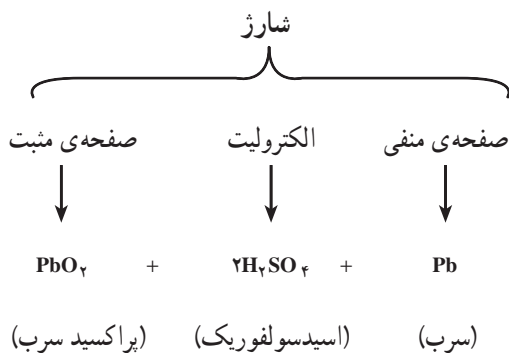 شارژ
صفحه‌ی منفی الکترولیت صفحه‌ی مثبت
PbO۲ + ۲H۲SO۴ + Pb
(سرب) (اسیدسولفوریک) (پراکسید سرب)